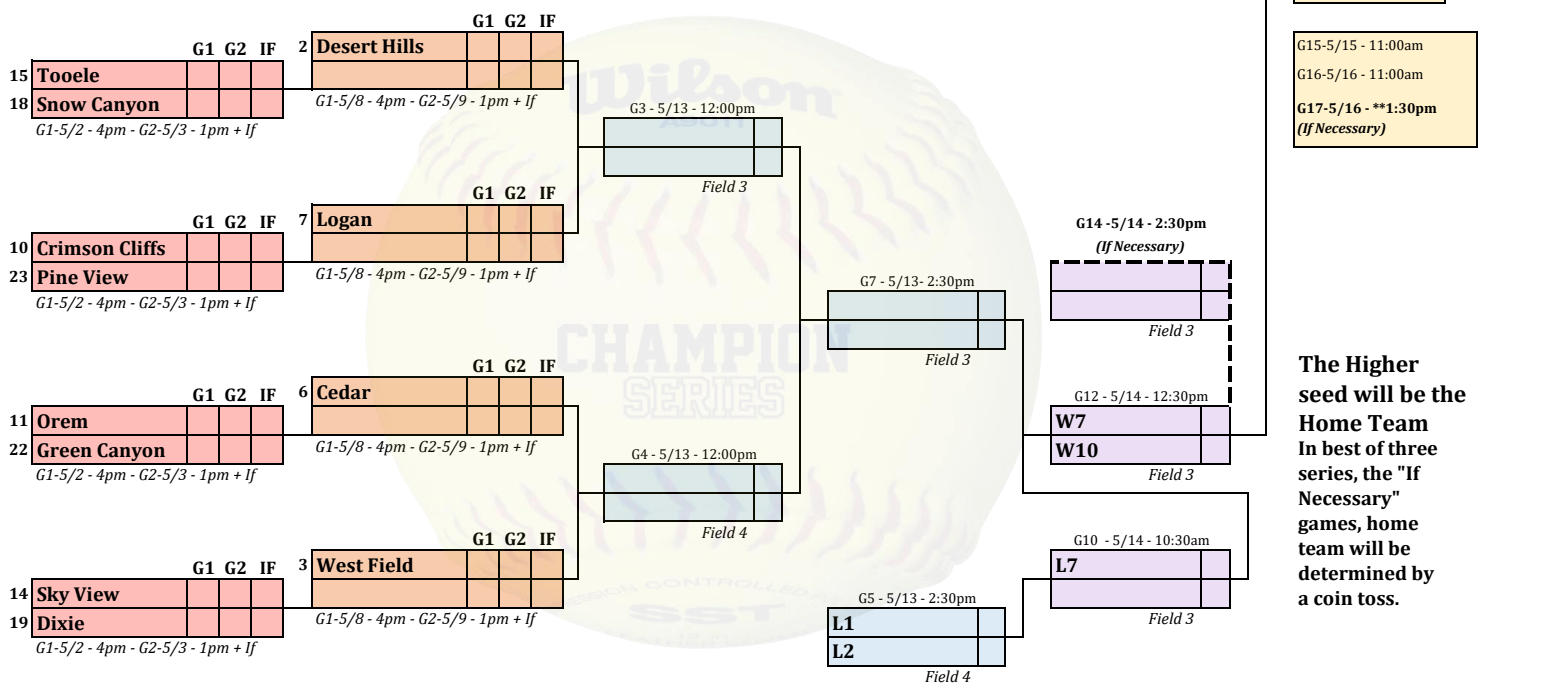 G1 G2 IF
2 Desert Hills
G1-5/8 - 4pm - G2-5/9 - 1pm + If
G1 G2 IF
15 Tooele
18 Snow Canyon
G1-5/2 - 4pm - G2-5/3 - 1pm + If
G1 G2 IF
7 Logan
G1-5/8 - 4pm - G2-5/9 - 1pm + If
G1 G2 IF
10 Crimson Cliffs
23 Pine View
G1-5/2 - 4pm - G2-5/3 - 1pm + If
G1 G2 IF
6 Cedar
G1-5/8 - 4pm - G2-5/9 - 1pm + If
G1 G2 IF
11 Orem
22 Green Canyon
G1-5/2 - 4pm - G2-5/3 - 1pm + If
G1 G2 IF
3 West Field
G1-5/8 - 4pm - G2-5/9 - 1pm + If
G1 G2 IF
14 Sky View
19 Dixie
G1-5/2 - 4pm - G2-5/3 - 1pm + If
G3 - 5/13 - 12:00pm
Field 3
G4 - 5/13 - 12:00pm
Field 4
G7 - 5/13- 2:30pm
Field 3
G5 - 5/13 - 2:30pm
L1
L2
Field 4
G14 -5/14 - 2:30pm
(If Necessary)
Field 3
G12 - 5/14 - 12:30pm
W7
W10
Field 3
G10 - 5/14 - 10:30am
L7
Field 3
G15-5/15 - 11:00am
G16-5/16 - 11:00am
G17-5/16 - **1:30pm
(If Necessary)
The Higher
seed will be the
Home Team
In best of three
series, the "If
Necessary"
games, home
team will be
determined by
a coin toss.
Wilson
CHAMPION
SERIES
SST